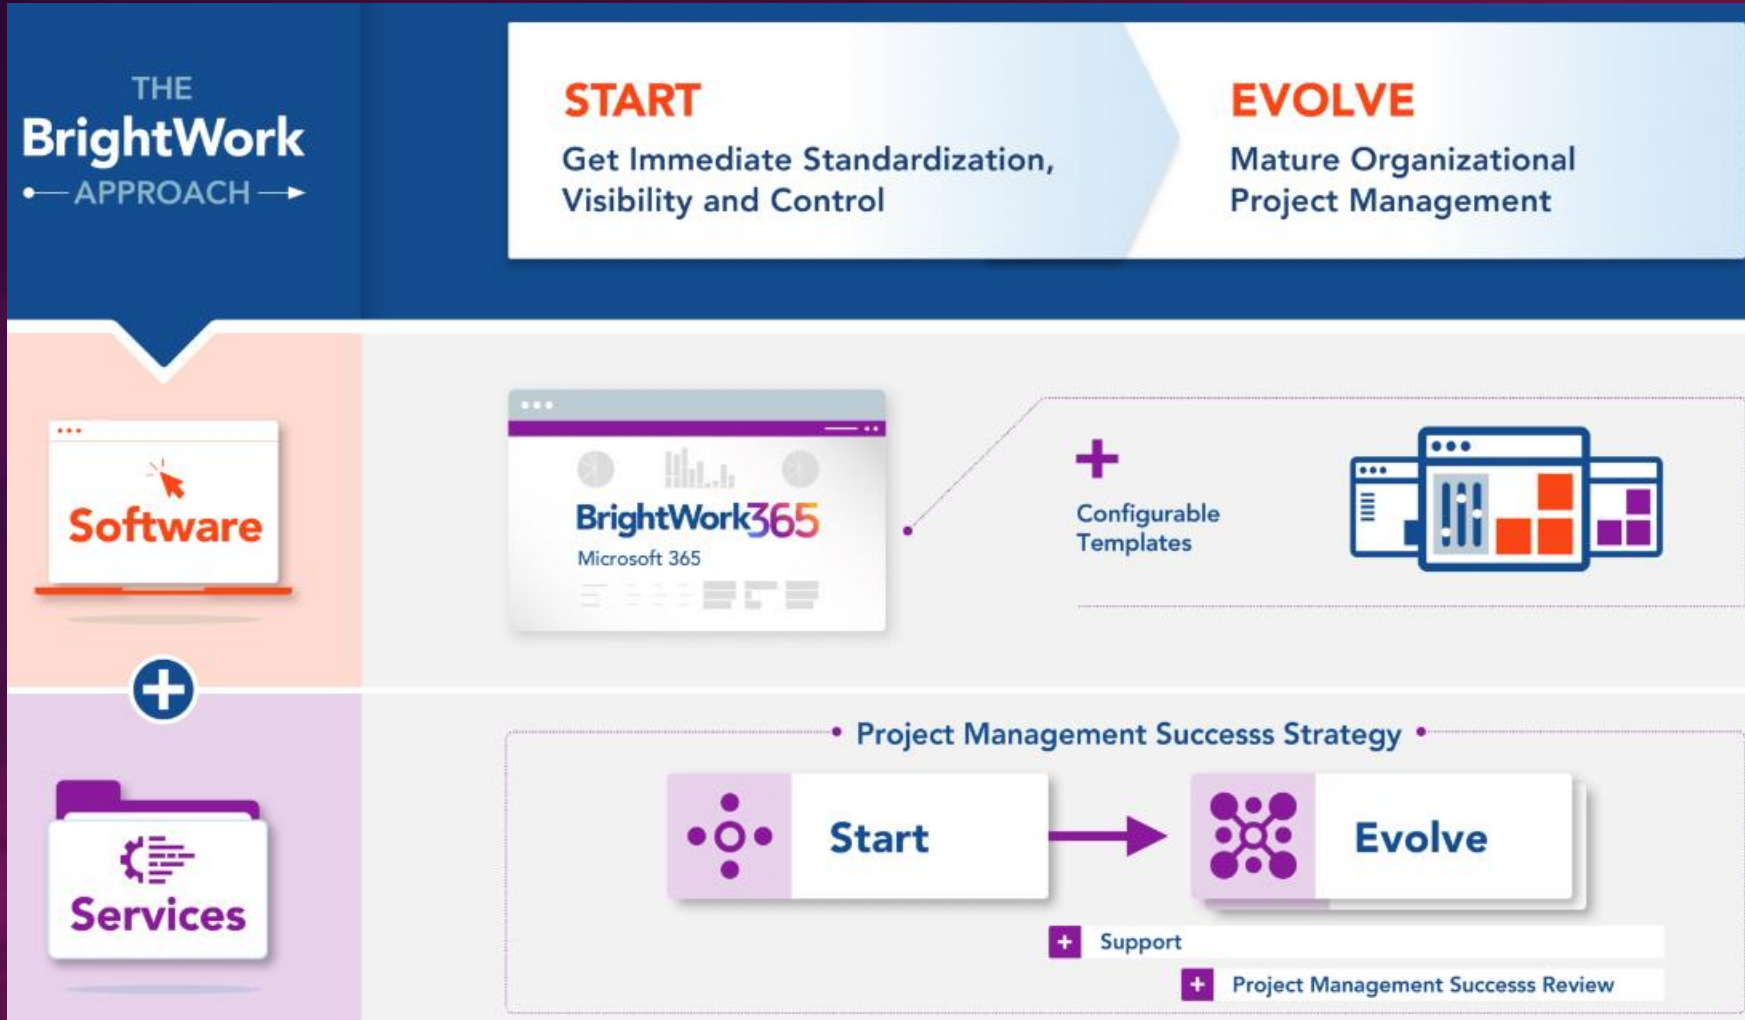 THE
BrightWork
APPROACH
START
Get Immediate Standardization,
Visibility and Control
EVOLVE
Mature Organizational
Project Management
Software
BrightWork365
Microsoft 365
Configurable
Templates
Services
Project Management Successs Strategy
Start
Evolve
Support
Project Management Successs Review